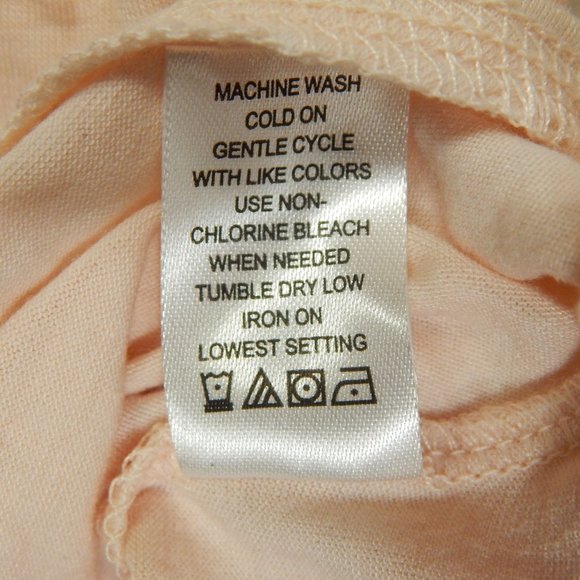 MACHINE WASH
COLD ON
GENTLE CYCLE
WITH LIKE COLORS
USE NON-
CHLORINE BLEACH
WHEN NEEDED
TUMBLE DRY LOW
IRON ON
LOWEST SETTING